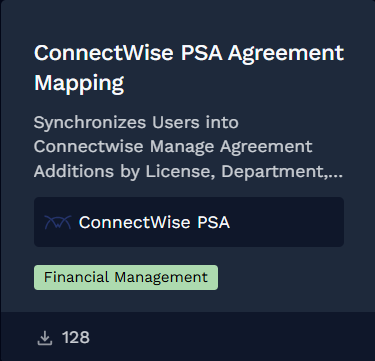 ConnectWise PSA Agreement
Mapping
Synchronizes Users into
Connectwise Manage Agreement
Additions by License, Department,...
ConnectWise PSA
Financial Management
128